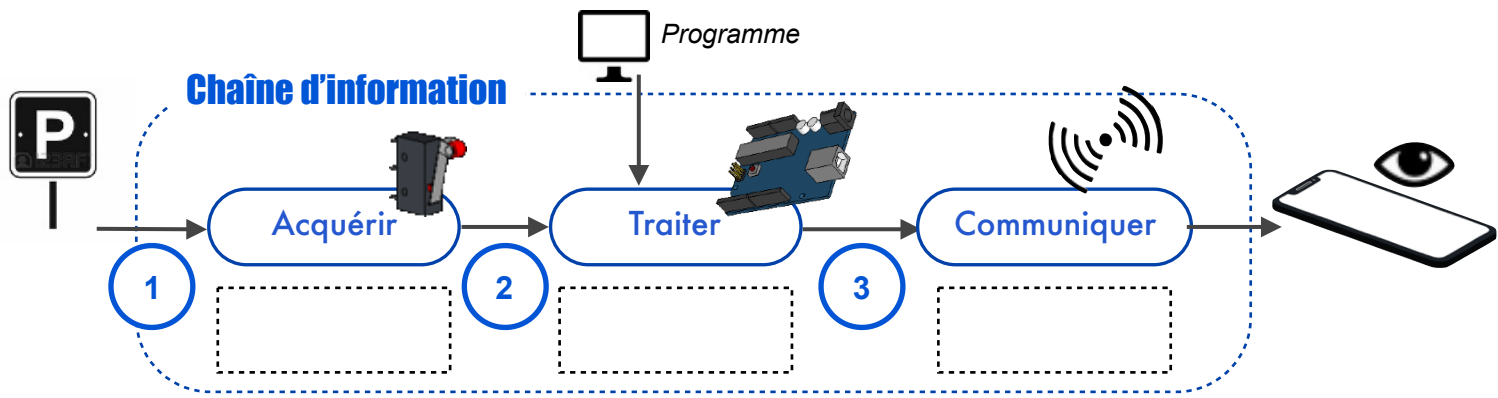 Programme
Chaîne d'information
P
Acquérir
Traiter
Communiquer
1
2
3